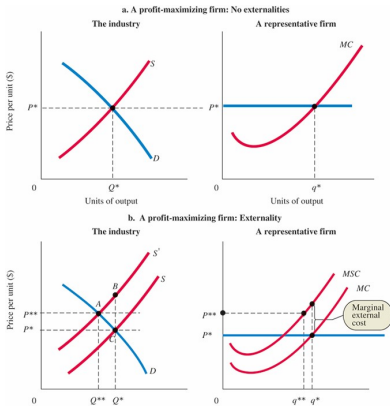 a. A profit-maximizing firm: No externalities
The industry
A representative firm
Price per unit ($)
S
P*
D
0
Q*
Units of output
MC
P*
0
q*
Units of output
b. A profit-maximizing firm: Externality
The industry
A representative firm
Price per unit ($)
S'
S
B
A
P**
P*
C
D
0
Q**
Q*
MSC
MC
Marginal
external
cost
P**
P*
0
q**
q*